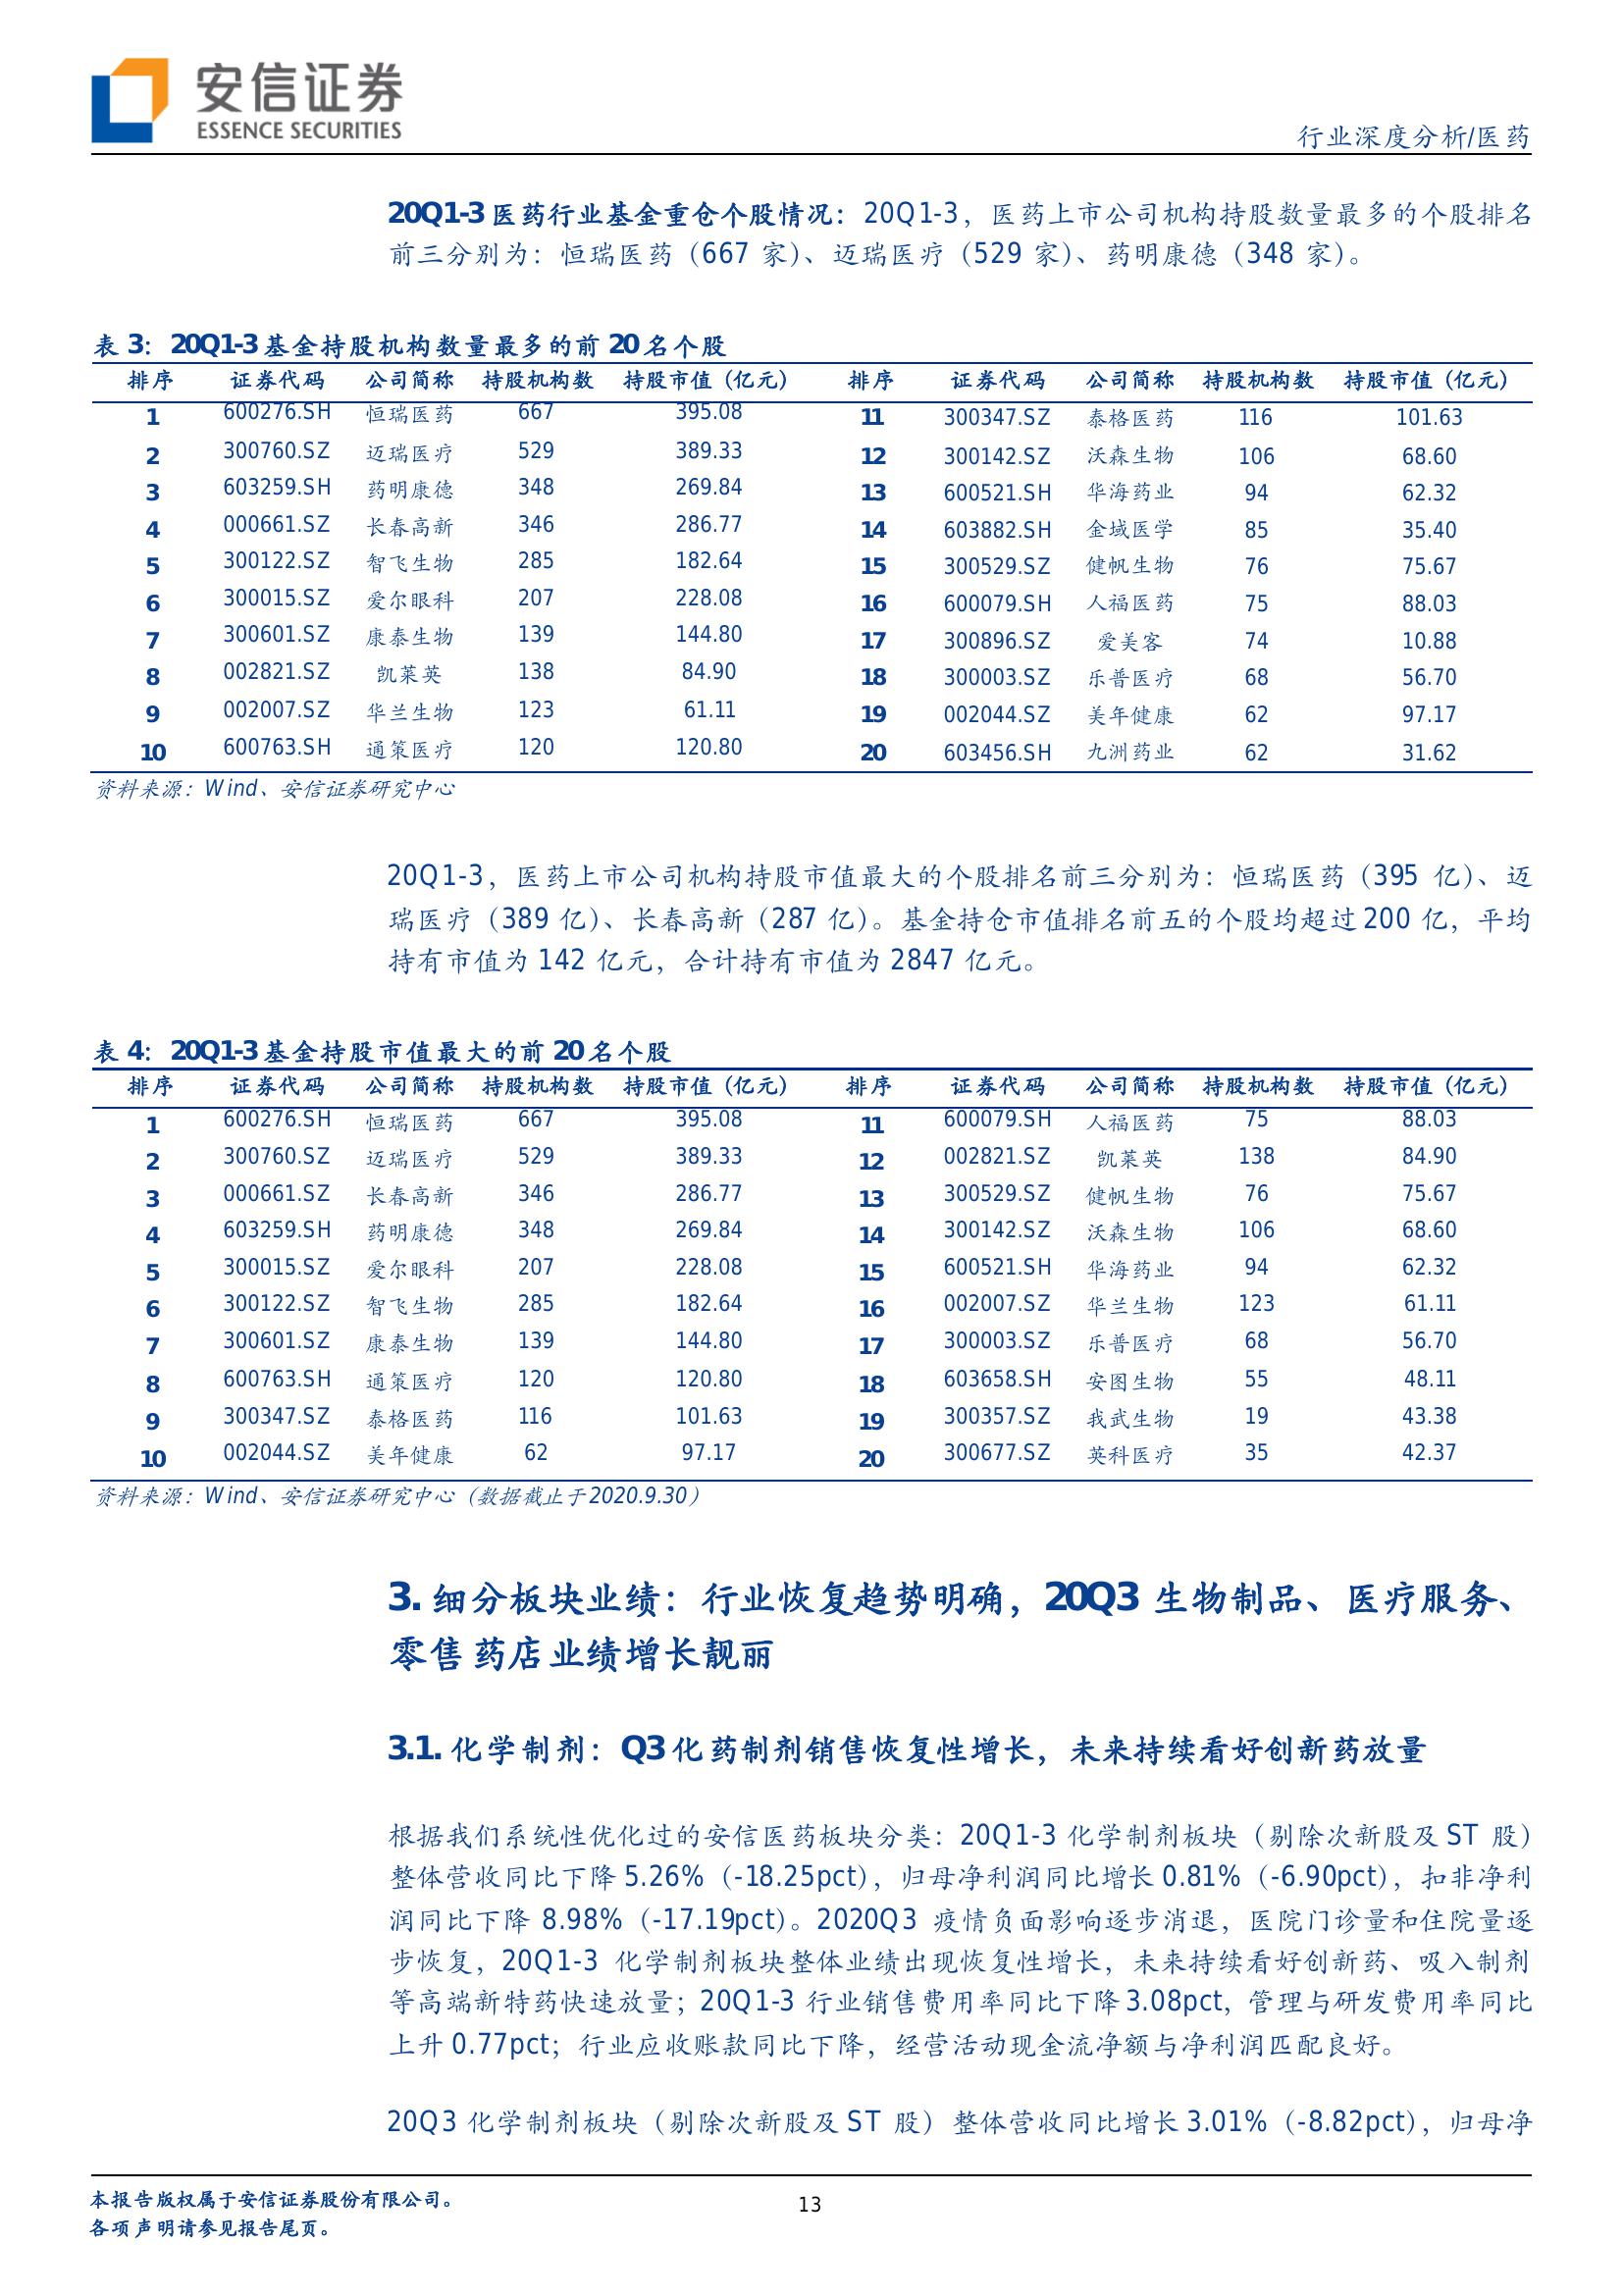 安信证券
ESSENCE SECURITIES
行业深度分析/医药
20Q1-3 医药行业基金重仓个股情况：20Q1-3，医药上市公司机构持股数量最多的个股排名
前三分别为：恒瑞医药（667 家）、迈瑞医疗（529 家）、药明康德（348 家）。
表 3：20Q1-3 基金持股机构数量最多的前 20 名个股
排序 证券代码 公司简称 持股机构数 持股市值（亿元） 排序 证券代码 公司简称 持股机构数 持股市值（亿元）
1 600276.SH 恒瑞医药 667 395.08 11 300347.SZ 泰格医药 116 101.63
2 300760.SZ 迈瑞医疗 529 389.33 12 300142.SZ 沃森生物 106 68.60
3 603259.SH 药明康德 348 269.84 13 600521.SH 华海药业 94 62.32
4 000661.SZ 长春高新 346 286.77 14 603882.SH 金域医学 85 35.40
5 300122.SZ 智飞生物 285 182.64 15 300529.SZ 健帆生物 76 75.67
6 300015.SZ 爱尔眼科 207 228.08 16 600079.SH 人福医药 75 88.03
7 300601.SZ 康泰生物 139 144.80 17 300896.SZ 爱美客 74 10.88
8 002821.SZ 凯莱英 138 84.90 18 300003.SZ 乐普医疗 68 56.70
9 002007.SZ 华兰生物 123 61.11 19 002044.SZ 美年健康 62 97.17
10 600763.SH 通策医疗 120 120.80 20 603456.SH 九洲药业 62 31.62
资料来源：Wind、安信证券研究中心
20Q1-3，医药上市公司机构持股市值最大的个股排名前三分别为：恒瑞医药（395 亿）、迈
瑞医疗（389 亿）、长春高新（287 亿）。基金持仓市值排名前五的个股均超过 200 亿，平均
持有市值为 142 亿元，合计持有市值为 2847 亿元。
表 4：20Q1-3 基金持股市值最大的前 20 名个股
排序 证券代码 公司简称 持股机构数 持股市值（亿元） 排序 证券代码 公司简称 持股机构数 持股市值（亿元）
1 600276.SH 恒瑞医药 667 395.08 11 600079.SH 人福医药 75 88.03
2 300760.SZ 迈瑞医疗 529 389.33 12 002821.SZ 凯莱英 138 84.90
3 000661.SZ 长春高新 346 286.77 13 300529.SZ 健帆生物 76 75.67
4 603259.SH 药明康德 348 269.84 14 300142.SZ 沃森生物 106 68.60
5 300015.SZ 爱尔眼科 207 228.08 15 600521.SH 华海药业 94 62.32
6 300122.SZ 智飞生物 285 182.64 16 002007.SZ 华兰生物 123 61.11
7 300601.SZ 康泰生物 139 144.80 17 300003.SZ 乐普医疗 68 56.70
8 600763.SH 通策医疗 120 120.80 18 603658.SH 安图生物 55 48.11
9 300347.SZ 泰格医药 116 101.63 19 300357.SZ 我武生物 19 43.38
10 002044.SZ 美年健康 62 97.17 20 300677.SZ 英科医疗 35 42.37
资料来源：Wind、安信证券研究中心（数据截止于 2020.9.30）
3. 细分板块业绩：行业恢复趋势明确，20Q3 生物制品、医疗服务、
零售药店业绩增长靓丽
3.1. 化学制剂：Q3 化药制剂销售恢复性增长，未来持续看好创新药放量
根据我们系统性优化过的安信医药板块分类：20Q1-3 化学制剂板块（剔除次新股及 ST 股）
整体营收同比下降 5.26%（-18.25pct），归母净利润同比增长 0.81%（-6.90pct），扣非净利
润同比下降 8.98%（-17.19pct）。2020Q3 疫情负面影响逐步消退，医院门诊量和住院量逐
步恢复，20Q1-3 化学制剂板块整体业绩出现恢复性增长，未来持续看好创新药、吸入制剂
等高端新特药快速放量；20Q1-3 行业销售费用率同比下降 3.08pct，管理与研发费用率同比
上升 0.77pct；行业应收账款同比下降，经营活动现金流净额与净利润匹配良好。
20Q3 化学制剂板块（剔除次新股及 ST 股）整体营收同比增长 3.01%（-8.82pct），归母净
本报告版权属于安信证券股份有限公司。
13
各项声明请参见报告尾页。